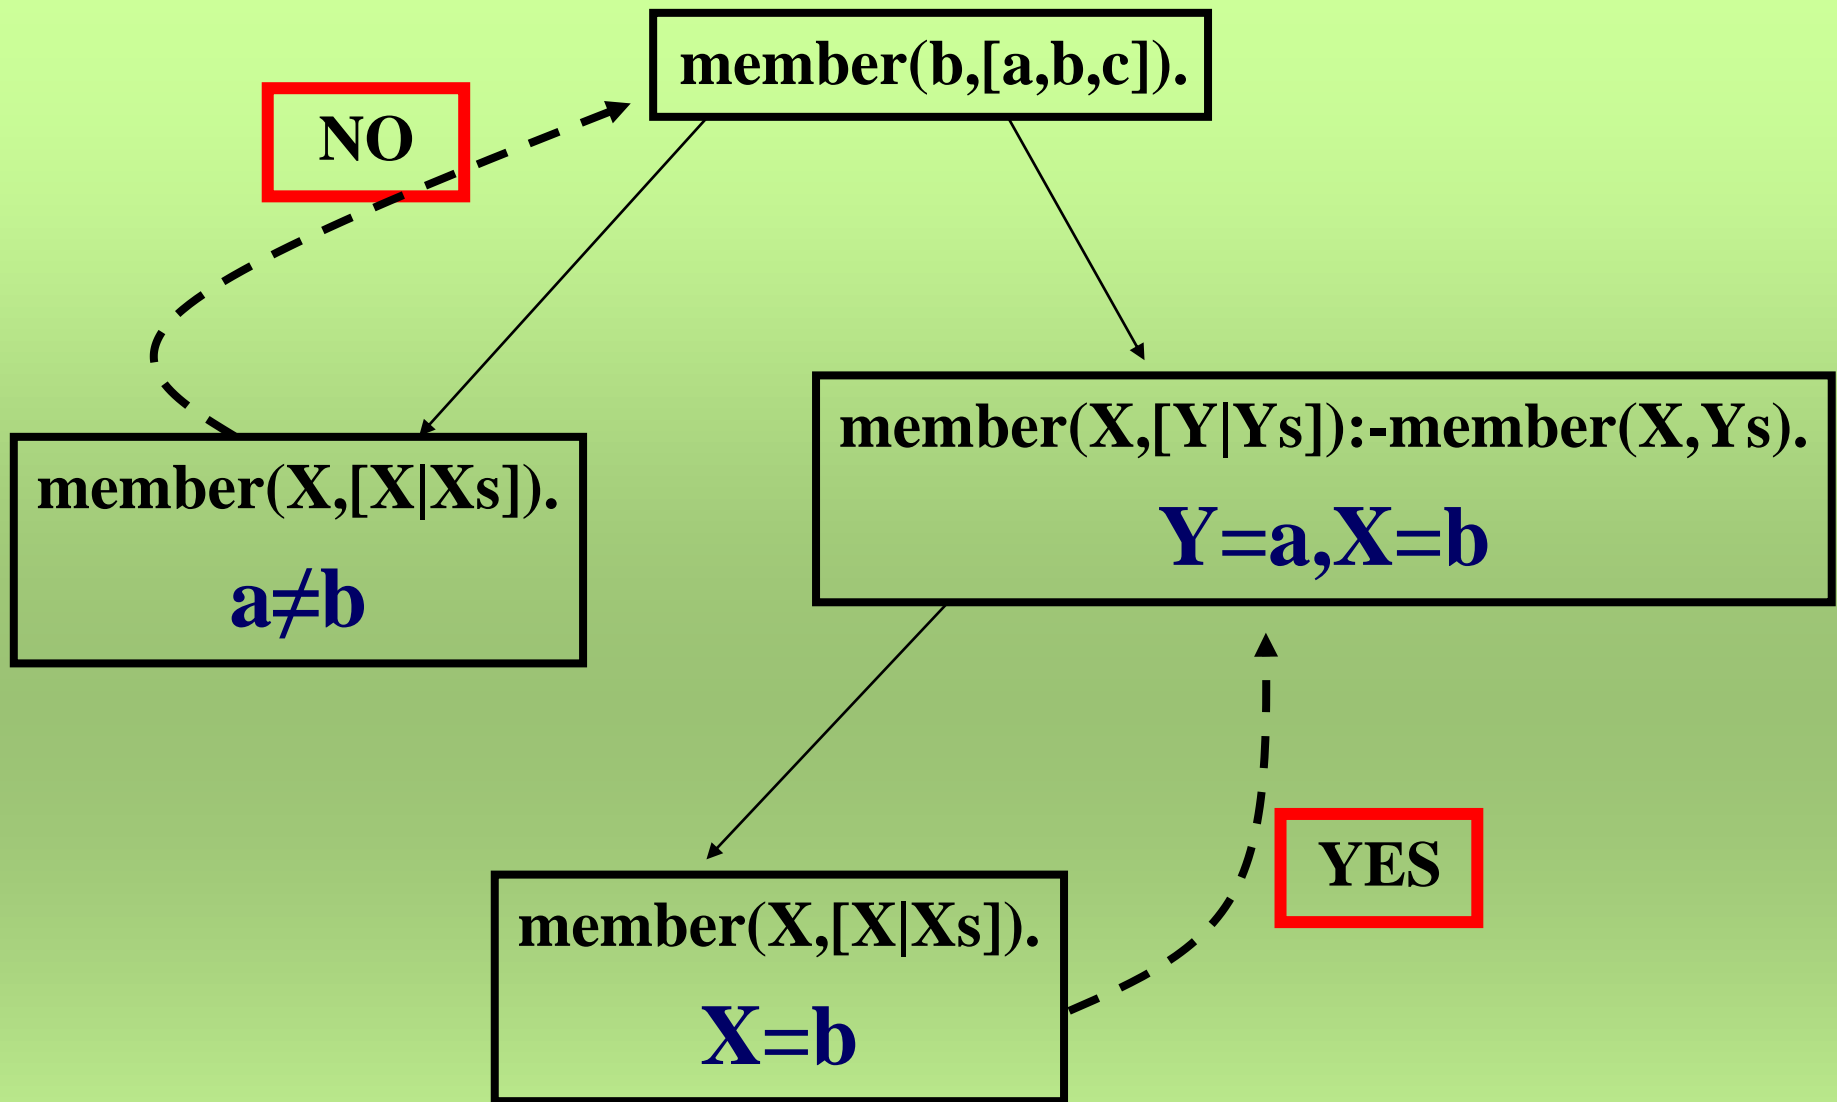 member(b,[a,b,c]).
NO
member(X,[Y|Ys]):-member(X,Ys).
Y=a,X=b
member(X,[X|Xs]).
a≠b
YES
member(X,[X|Xs]).
X=b